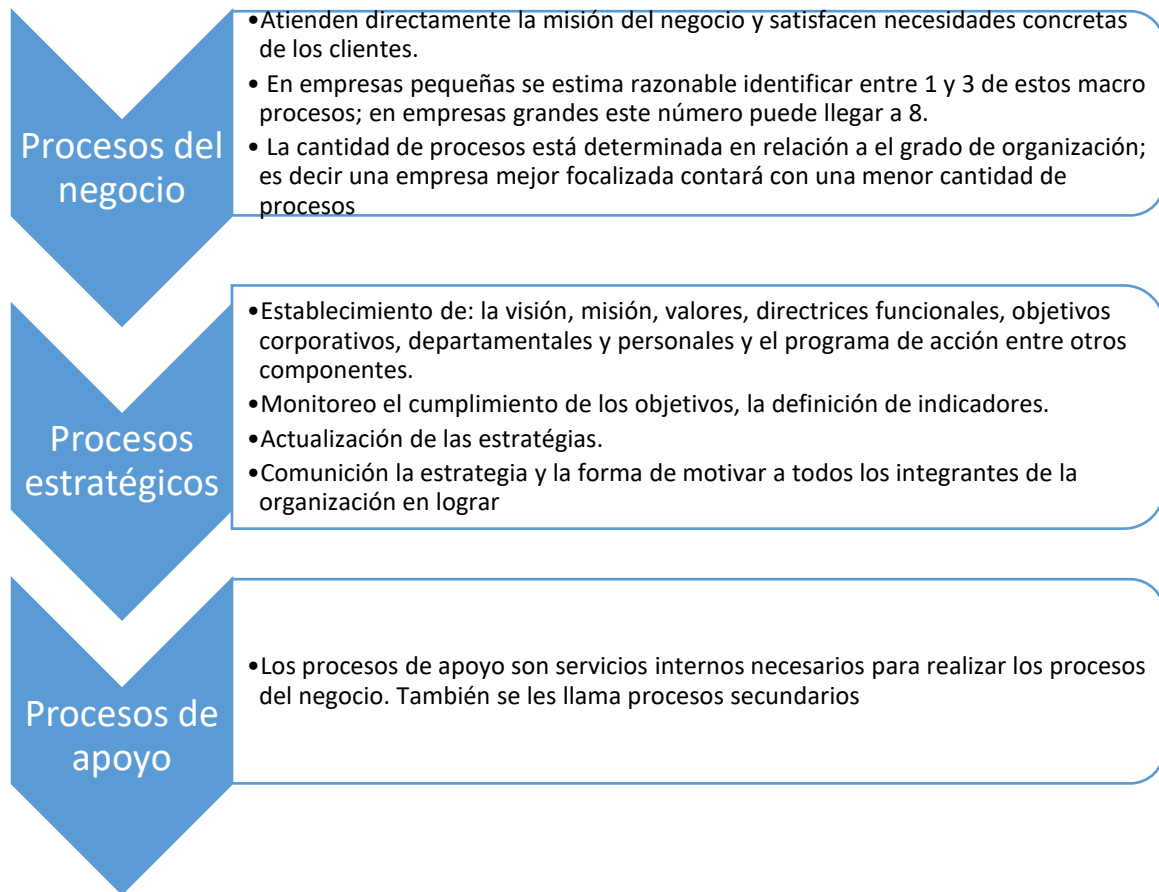 Procesos del
negocio
•Atienden directamente la misión del negocio y satisfacen necesidades concretas
de los clientes.
• En empresas pequeñas se estima razonable identificar entre 1 y 3 de estos macro
procesos; en empresas grandes este número puede llegar a 8.
• La cantidad de procesos está determinada en relación a el grado de organización;
es decir una empresa mejor focalizada contará con una menor cantidad de
procesos
Procesos
estratégicos
•Establecimiento de: la visión, misión, valores, directrices funcionales, objetivos
corporativos, departamentales y personales y el programa de acción entre otros
componentes.
•Monitoreo el cumplimiento de los objetivos, la definición de indicadores.
•Actualización de las estratégias.
•Comunición la estrategia y la forma de motivar a todos los integrantes de la
organización en lograr
Procesos de
apoyo
•Los procesos de apoyo son servicios internos necesarios para realizar los procesos
del negocio. También se les llama procesos secundarios